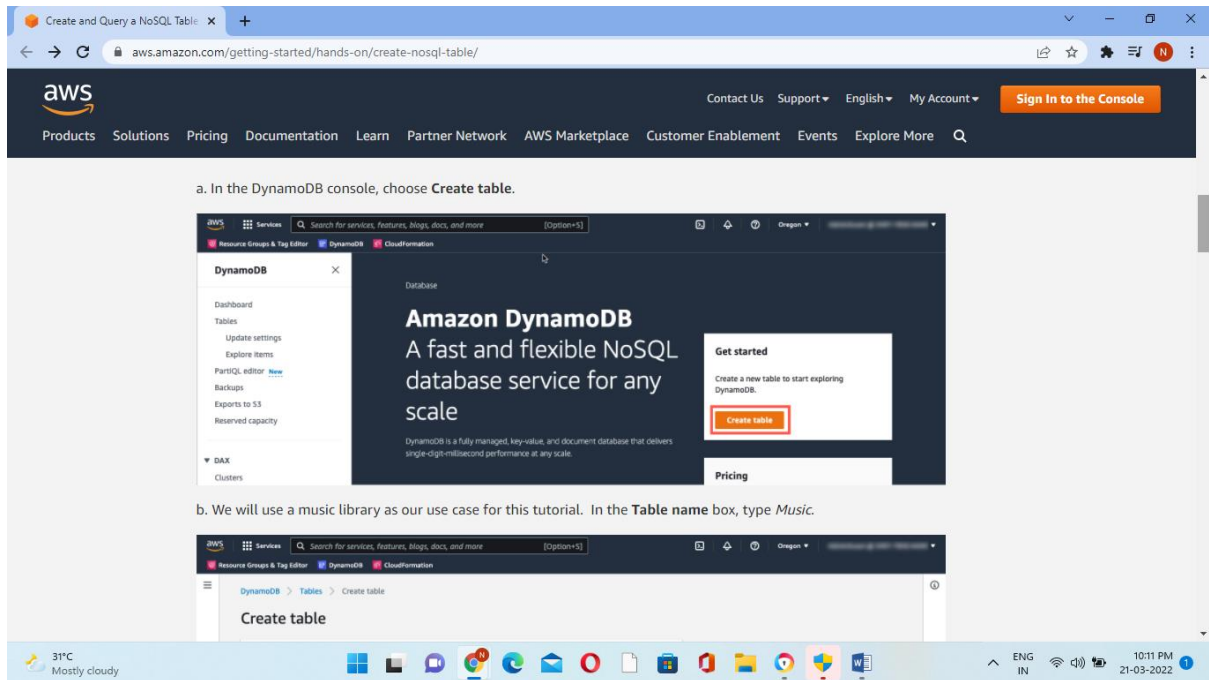 Create and Query a NoSQL Table
aws.amazon.com/getting-started/hands-on/create-nosql-table/
N
aws
Contact Us Support English My Account Sign In to the Console
Products Solutions Pricing Documentation Learn Partner Network AWS Marketplace Customer Enablement Events Explore More
a. In the DynamoDB console, choose Create table.
aws Services Search for services, features, blogs, docs, and more [Option+S] Oregon
Resource Groups & Tag Editor DynamoDB CloudFormation
DynamoDB
Dashboard
Tables
Update settings
Explore items
PartiQL editor New
Backups
Exports to S3
Reserved capacity
DAX
Clusters
Database
Amazon DynamoDB
A fast and flexible NoSQL
database service for any
scale
DynamoDB is a fully managed, key-value, and document database that delivers
single-digit-millisecond performance at any scale.
Get started
Create a new table to start exploring
DynamoDB.
Create table
Pricing
b. We will use a music library as our use case for this tutorial. In the Table name box, type Music.
aws Services Search for services, features, blogs, docs, and more [Option+S] Oregon
Resource Groups & Tag Editor DynamoDB CloudFormation
DynamoDB > Tables > Create table
Create table
31°C
Mostly cloudy
ENG
IN
10:11 PM
21-03-2022
1